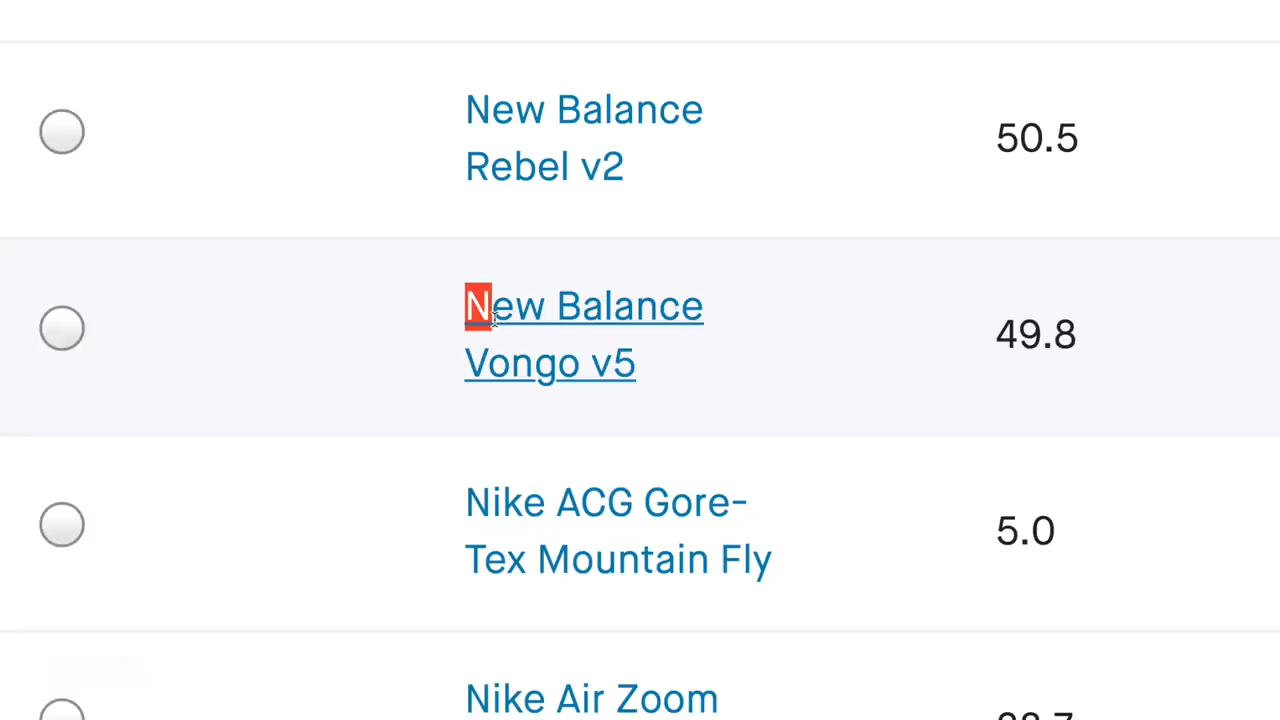 New Balance
Rebel v2
50.5
New Balance
Vongo v5
49.8
Nike ACG Gore-
Tex Mountain Fly
5.0
Nike Air Zoom